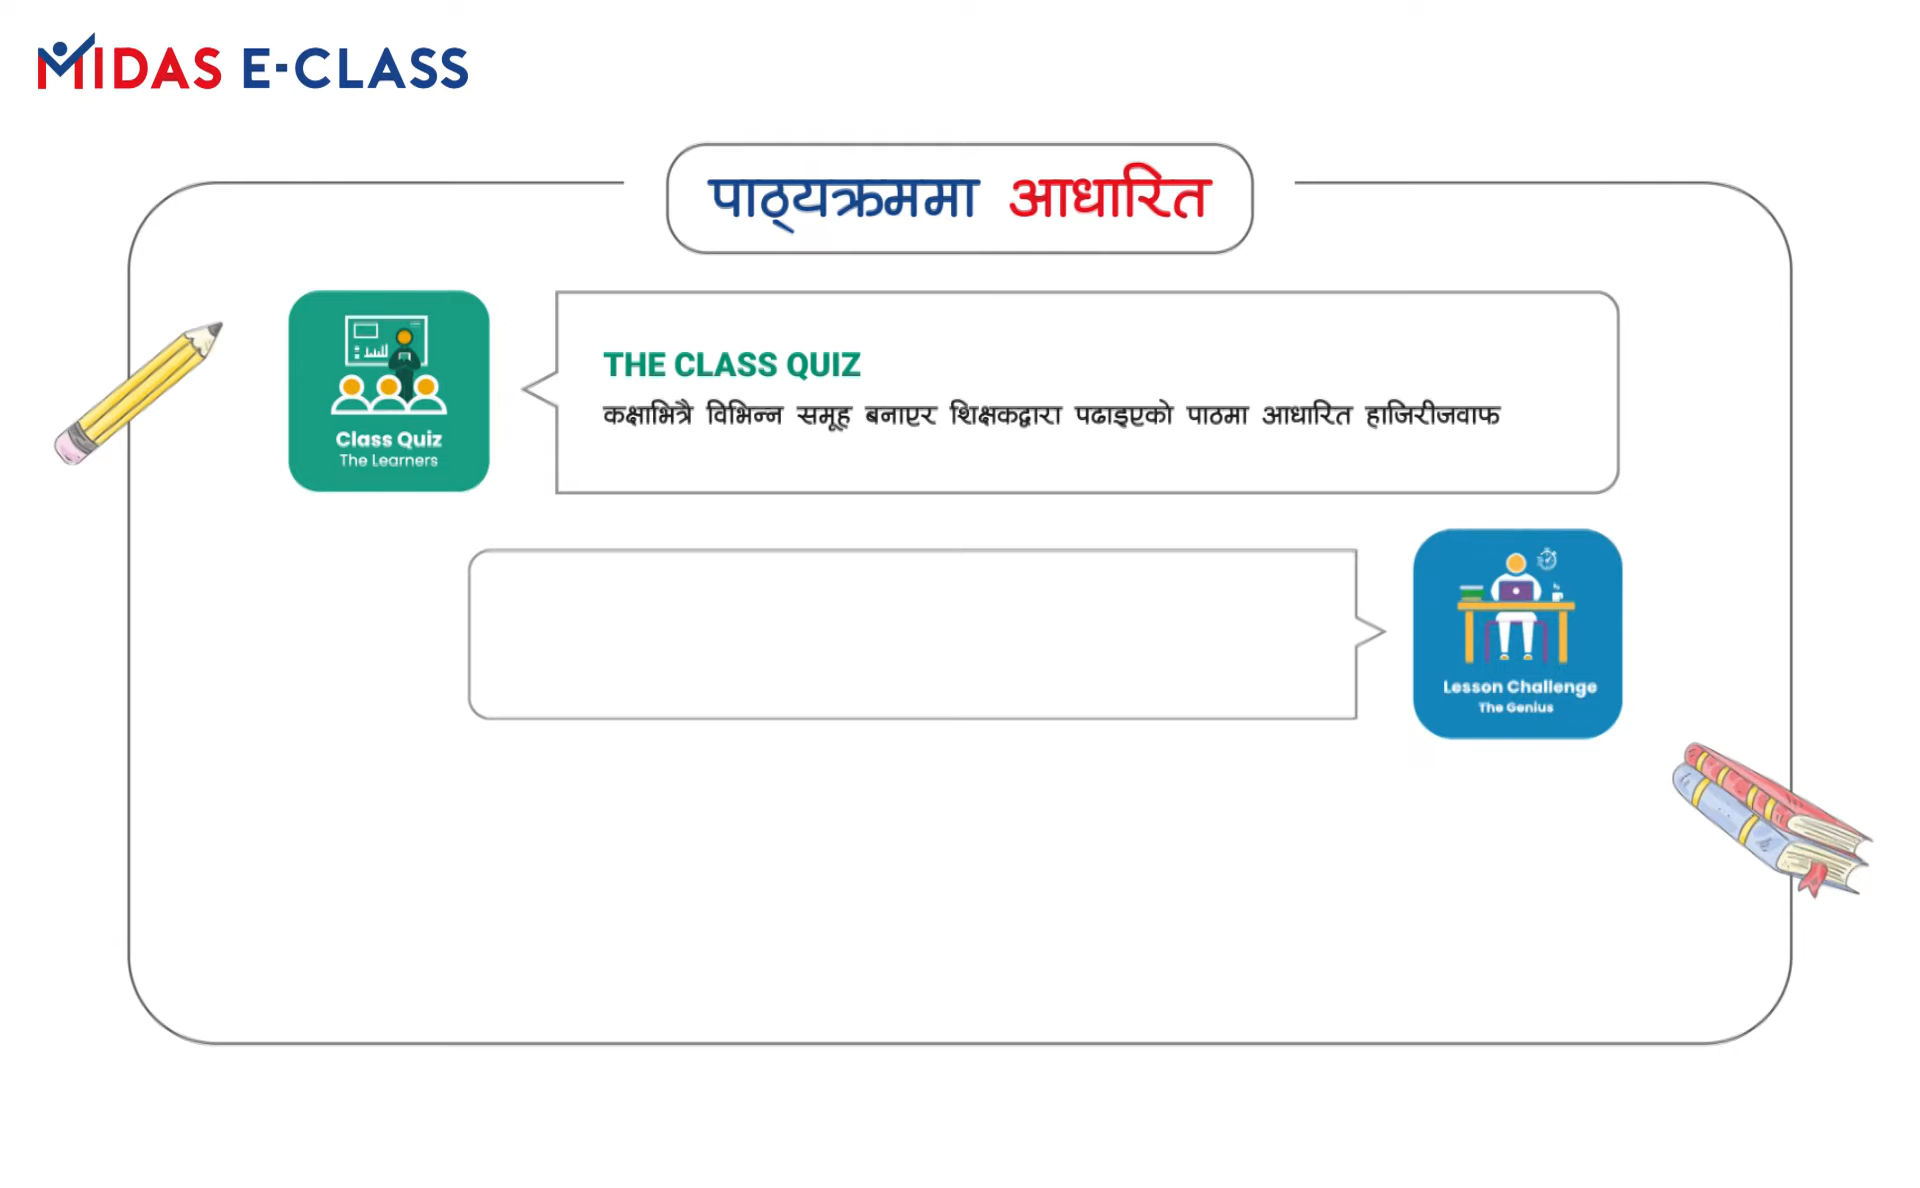 MIDAS E-CLASS
पाठ्यक्रममा आधारित
THE CLASS QUIZ
कक्षाभित्रै विभिन्न समूह बनाएर शिक्षकद्वारा पढाइएको पाठमा आधारित हाजिरीजवाफ
Class Quiz
The Learners
Lesson Challenge
The Genius